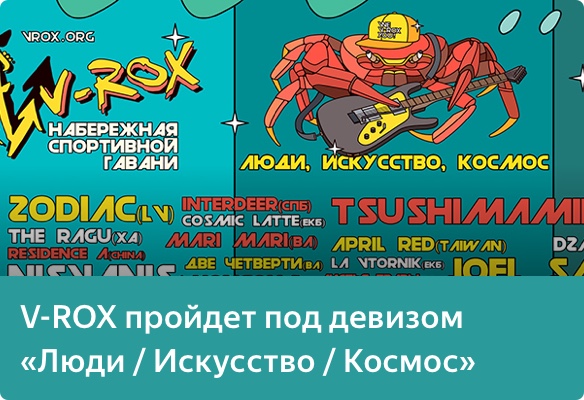 VROX.ORG
V-ROX
НАБЕРЕЖНАЯ
СПОРТИВНОЙ
ГАВАНИ
ЛЮДИ, ИСКУССТВО, КОСМОС
ZODIAC(LV)
INTERDEER(СПБ)
COSMIC LATTE(ЕКБ)
TSUSHIMAMI
THE RAGU(ХА)
MARI MARI(ВЛ)
APRIL RED(TAIWAN)
RESIDENCE A(CHINA)
ДВЕ ЧЕТВЕРТИ(ВЛ)
LA VTORNIK(ЕКБ)
JOEL
V-ROX пройдет под девизом
«Люди / Искусство / Космос»